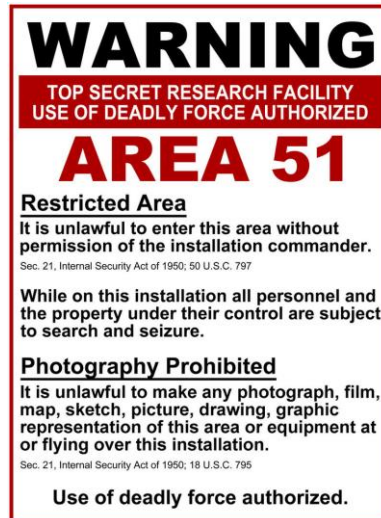 WARNING
TOP SECRET RESEARCH FACILITY
USE OF DEADLY FORCE AUTHORIZED
AREA 51
Restricted Area
It is unlawful to enter this area without
permission of the installation commander.
Sec. 21, Internal Security Act of 1950; 50 U.S.C. 797
While on this installation all personnel and
the property under their control are subject
to search and seizure.
Photography Prohibited
It is unlawful to make any photograph, film,
map, sketch, picture, drawing, graphic
representation of this area or equipment at
or flying over this installation.
Sec. 21, Internal Security Act of 1950; 18 U.S.C. 795
Use of deadly force authorized.